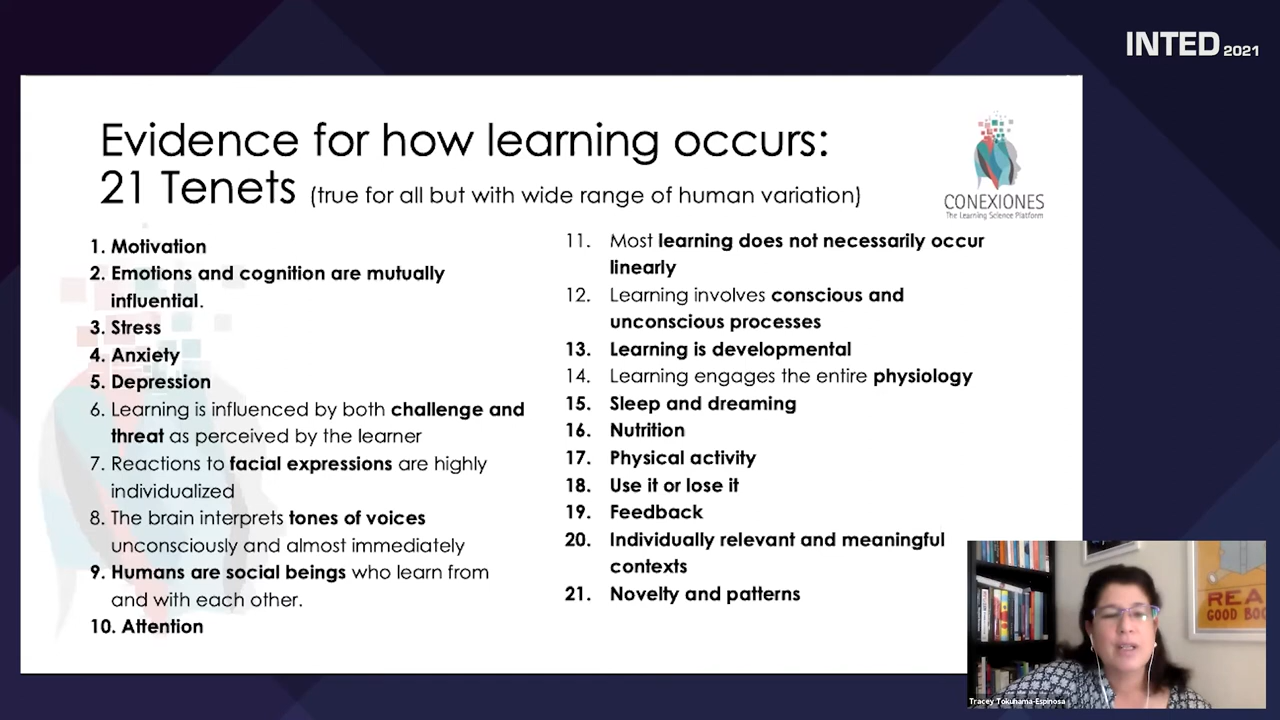 INTED 2021
Evidence for how learning occurs:
21 Tenets (true for all but with wide range of human variation)
CONEXIONES
The Learning Science Platform
1. Motivation
2. Emotions and cognition are mutually
influential.
3. Stress
4. Anxiety
5. Depression
6. Learning is influenced by both challenge and
threat as perceived by the learner
7. Reactions to facial expressions are highly
individualized
8. The brain interprets tones of voices
unconsciously and almost immediately
9. Humans are social beings who learn from
and with each other.
10. Attention
11. Most learning does not necessarily occur
linearly
12. Learning involves conscious and
unconscious processes
13. Learning is developmental
14. Learning engages the entire physiology
15. Sleep and dreaming
16. Nutrition
17. Physical activity
18. Use it or lose it
19. Feedback
20. Individually relevant and meaningful
contexts
21. Novelty and patterns
REA
GOOD BOO
Tracey Tokuhama-Espinosa